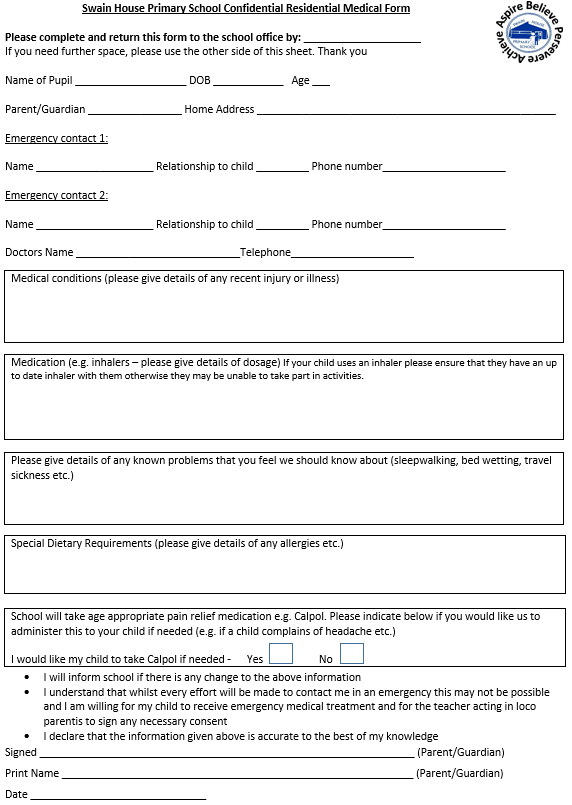 Swain House Primary School Confidential Residential Medical Form
Aspire Believe Persevere Achieve
Please complete and return this form to the school office by: ____________________
If you need further space, please use the other side of this sheet. Thank you
Name of Pupil ___________________ DOB ____________ Age ___
Parent/Guardian ________________ Home Address ___________________________________________________
Emergency contact 1:
Name ____________________ Relationship to child _________ Phone number_____________________
Emergency contact 2:
Name ____________________ Relationship to child _________ Phone number_____________________
Doctors Name ____________________________Telephone_____________________
Medical conditions (please give details of any recent injury or illness)
Medication (e.g. inhalers – please give details of dosage) If your child uses an inhaler please ensure that they have an up
to date inhaler with them otherwise they may be unable to take part in activities.
Please give details of any known problems that you feel we should know about (sleepwalking, bed wetting, travel
sickness etc.)
Special Dietary Requirements (please give details of any allergies etc.)
School will take age appropriate pain relief medication e.g. Calpol. Please indicate below if you would like us to
administer this to your child if needed (e.g. if a child complains of headache etc.)
I would like my child to take Calpol if needed - Yes No
• I will inform school if there is any change to the above information
• I understand that whilst every effort will be made to contact me in an emergency this may not be possible
and I am willing for my child to receive emergency medical treatment and for the teacher acting in loco
parentis to sign any necessary consent
• I declare that the information given above is accurate to the best of my knowledge
Signed ________________________________________________________________ (Parent/Guardian)
Print Name ____________________________________________________________ (Parent/Guardian)
Date ______________________________